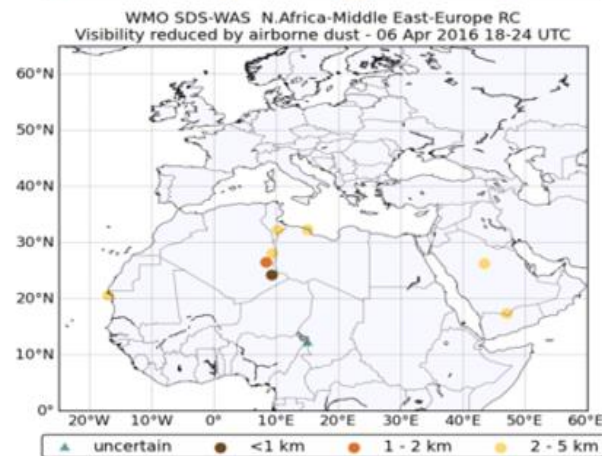 WMO SDS-WAS N.Africa-Middle East-Europe RC
Visibility reduced by airborne dust - 06 Apr 2016 18-24 UTC
60°N
50°N
40°N
30°N
20°N
10°N
0°
20°W 10°W 0° 10°E 20°E 30°E 40°E 50°E 60°E
uncertain <1 km 1 - 2 km 2 - 5 km